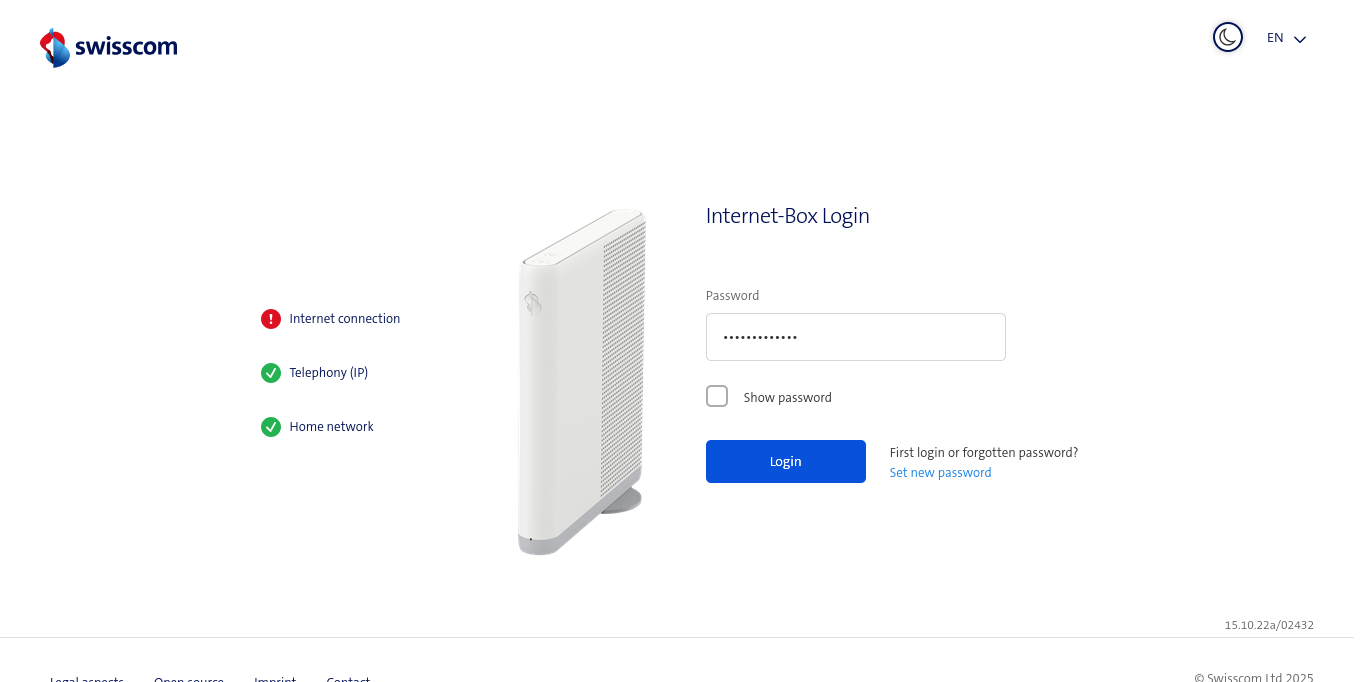 swisscom
EN
Internet-Box Login
Password
•••••••••••••
Internet connection
Telephony (IP)
Home network
Show password
Login
First login or forgotten password?
Set new password
15.10.22a/02432
Legal aspects Open source Imprint Contact
© Swisscom Ltd 2025